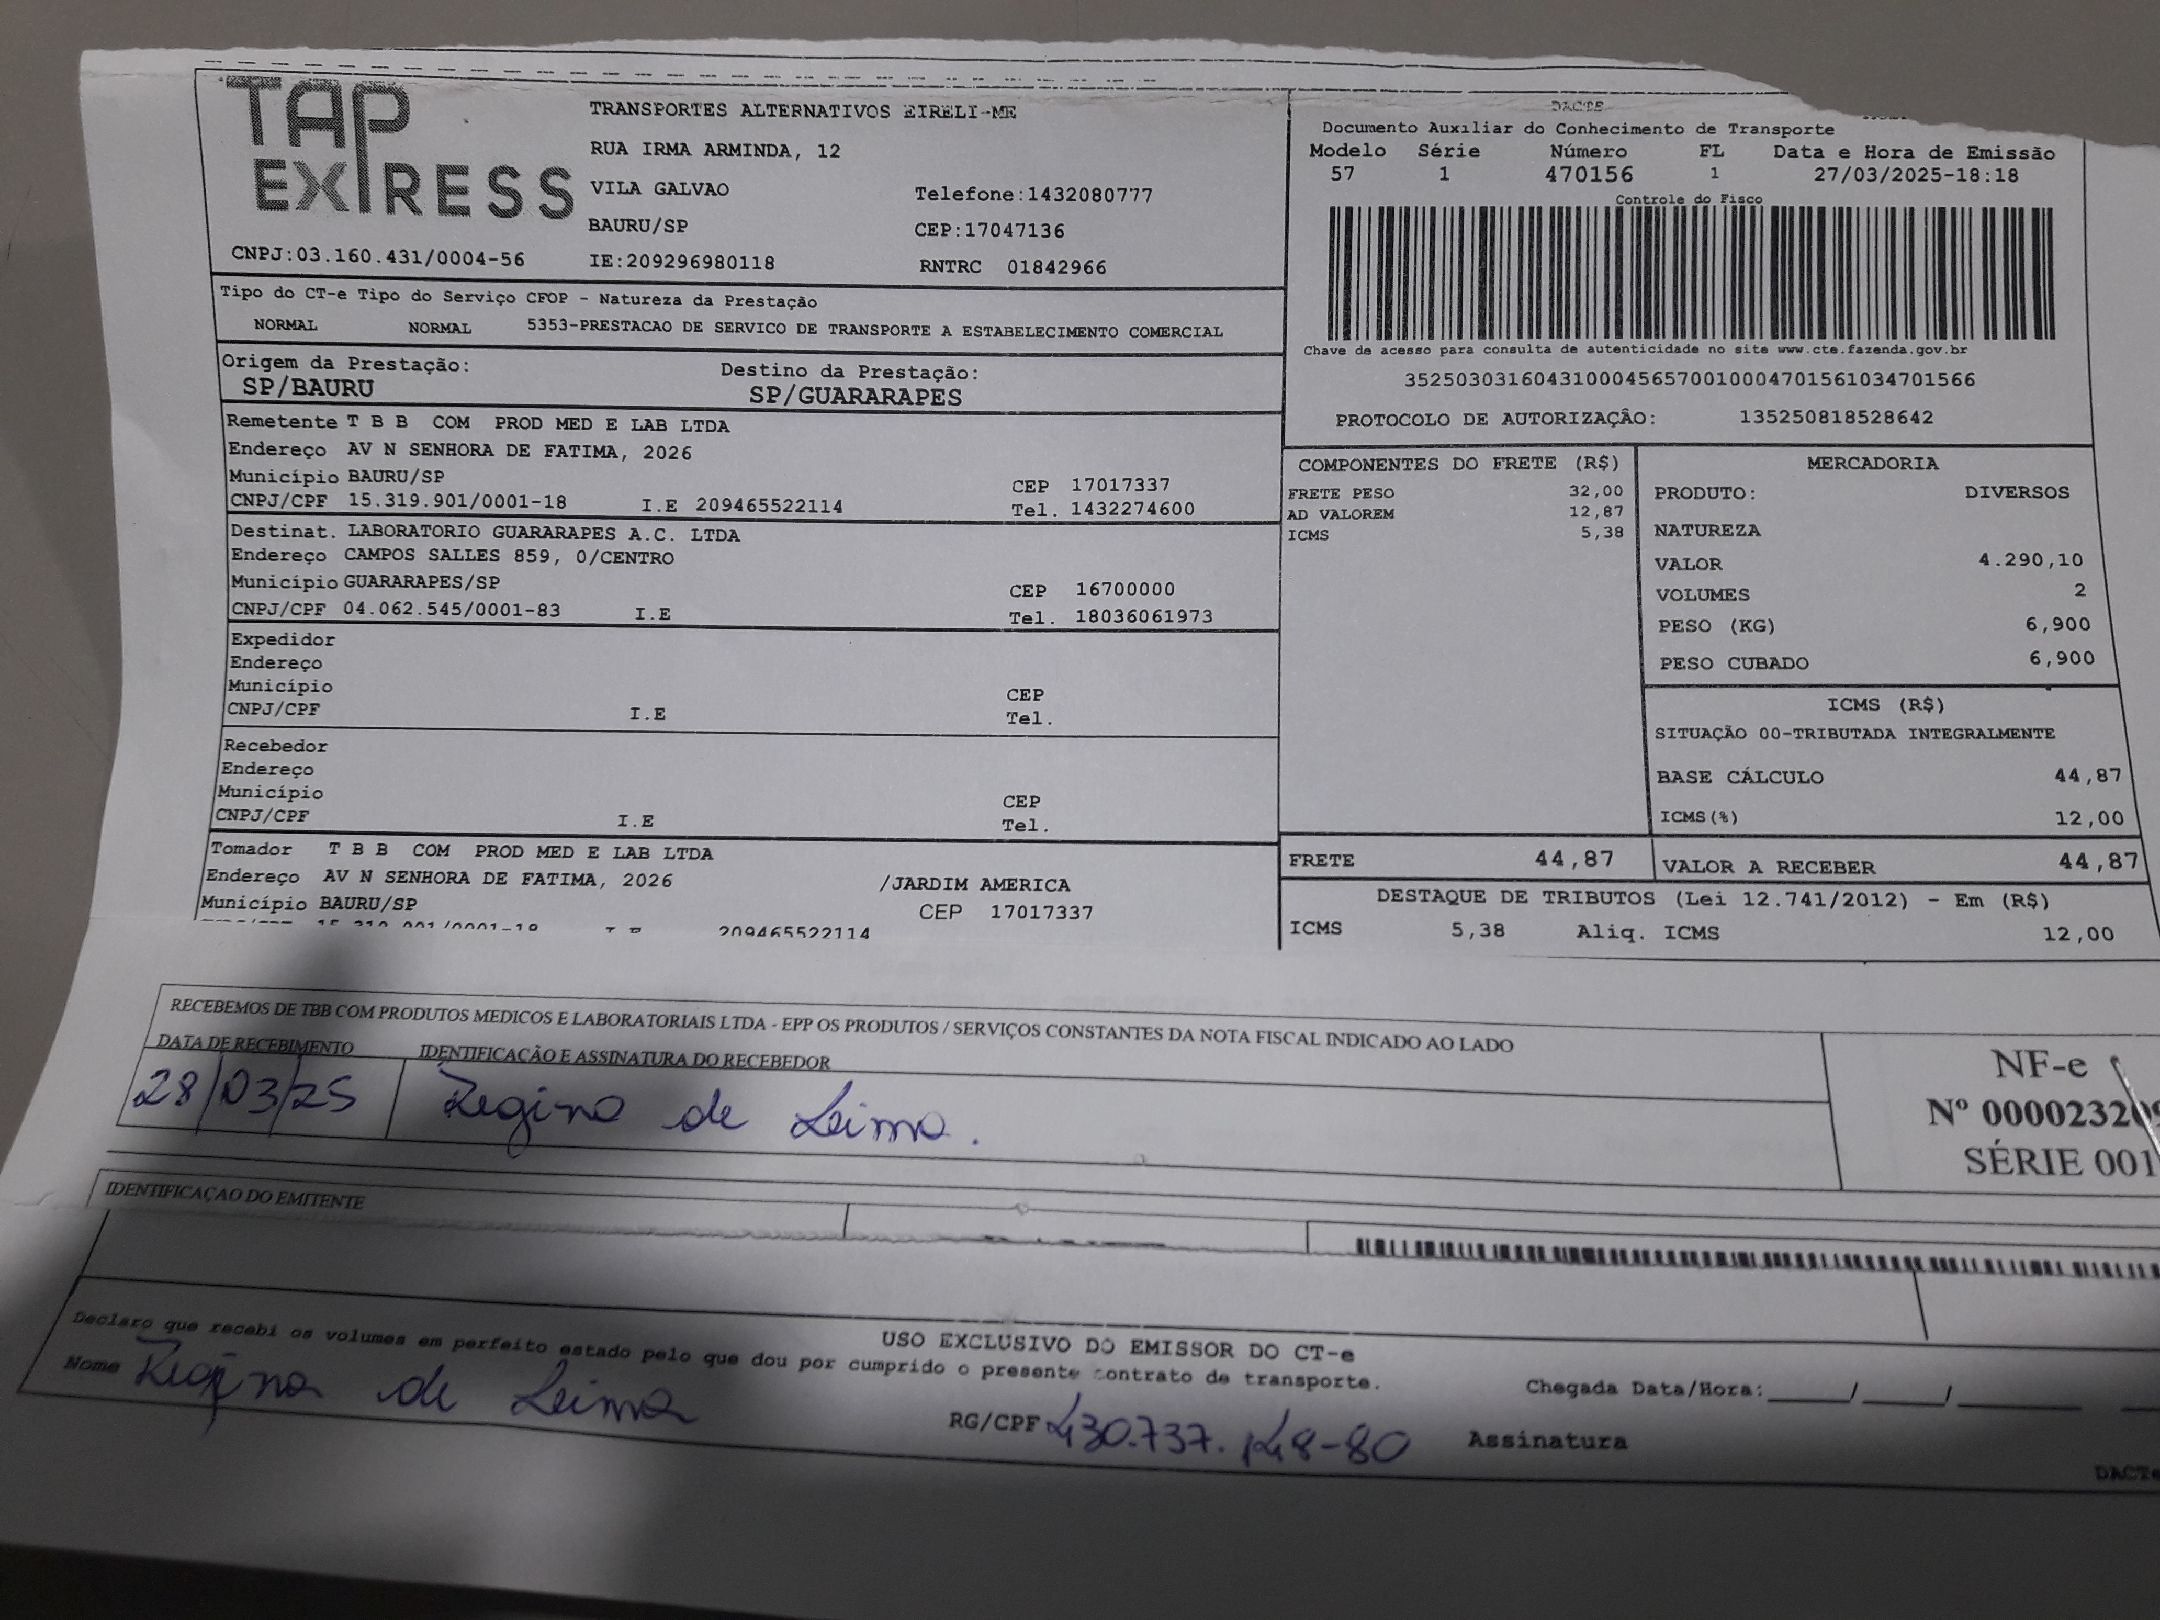 TAP EXPRESS
TRANSPORTES ALTERNATIVOS EIRELI-ME
RUA IRMA ARMINDA, 12
VILA GALVAO Telefone:1432080777
BAURU/SP CEP:17047136
CNPJ:03.160.431/0004-56 IE:209296980118 RNTRC 01842966
DACTE
Documento Auxiliar do Conhecimento de Transporte
Modelo Série Número FL Data e Hora de Emissão
57 1 470156 1 27/03/2025-18:18
Controle do Fisco
Chave de acesso para consulta de autenticidade no site www.cte.fazenda.gov.br
35250303160431000456570010004701561034701566
PROTOCOLO DE AUTORIZAÇÃO: 135250818528642
Tipo do CT-e Tipo do Serviço CFOP - Natureza da Prestação
NORMAL NORMAL 5353-PRESTACAO DE SERVICO DE TRANSPORTE A ESTABELECIMENTO COMERCIAL
Origem da Prestação: Destino da Prestação:
SP/BAURU SP/GUARARAPES
Remetente T B B COM PROD MED E LAB LTDA
Endereço AV N SENHORA DE FATIMA, 2026
Município BAURU/SP CEP 17017337
CNPJ/CPF 15.319.901/0001-18 I.E 209465522114 Tel. 1432274600
Destinat. LABORATORIO GUARARAPES A.C. LTDA
Endereço CAMPOS SALLES 859, 0/CENTRO
Município GUARARAPES/SP CEP 16700000
CNPJ/CPF 04.062.545/0001-83 I.E Tel. 18036061973
Expedidor
Endereço
Município CEP
CNPJ/CPF I.E Tel.
Recebedor
Endereço
Município CEP
CNPJ/CPF I.E Tel.
Tomador T B B COM PROD MED E LAB LTDA
Endereço AV N SENHORA DE FATIMA, 2026 /JARDIM AMERICA
Município BAURU/SP CEP 17017337
15.319.901/0001-18 I.E 209465522114
COMPONENTES DO FRETE (R$)
FRETE PESO 32,00
AD VALOREM 12,87
ICMS 5,38
MERCADORIA
PRODUTO: DIVERSOS
NATUREZA
VALOR 4.290,10
VOLUMES 2
PESO (KG) 6,900
PESO CUBADO 6,900
ICMS (R$)
SITUAÇÃO 00-TRIBUTADA INTEGRALMENTE
BASE CÁLCULO 44,87
ICMS(%) 12,00
FRETE 44,87 VALOR A RECEBER 44,87
DESTAQUE DE TRIBUTOS (Lei 12.741/2012) - Em (R$)
ICMS 5,38 Aliq. ICMS 12,00
RECEBEMOS DE TBB COM PRODUTOS MEDICOS E LABORATORIAIS LTDA - EPP OS PRODUTOS / SERVIÇOS CONSTANTES DA NOTA FISCAL INDICADO AO LADO
DATA DE RECEBIMENTO IDENTIFICAÇÃO E ASSINATURA DO RECEBEDOR
28/03/25 Regina de Leima.
NF-e
Nº 00002320
SÉRIE 001
IDENTIFICAÇAO DO EMITENTE
USO EXCLUSIVO DO EMISSOR DO CT-e
Declaro que recebi os volumes em perfeito estado pelo que dou por cumprido o presente contrato de transporte.
Nome Regina de Leima RG/CPF 430.737.148-80 Assinatura
Chegada Data/Hora:____/____/____
DACTe